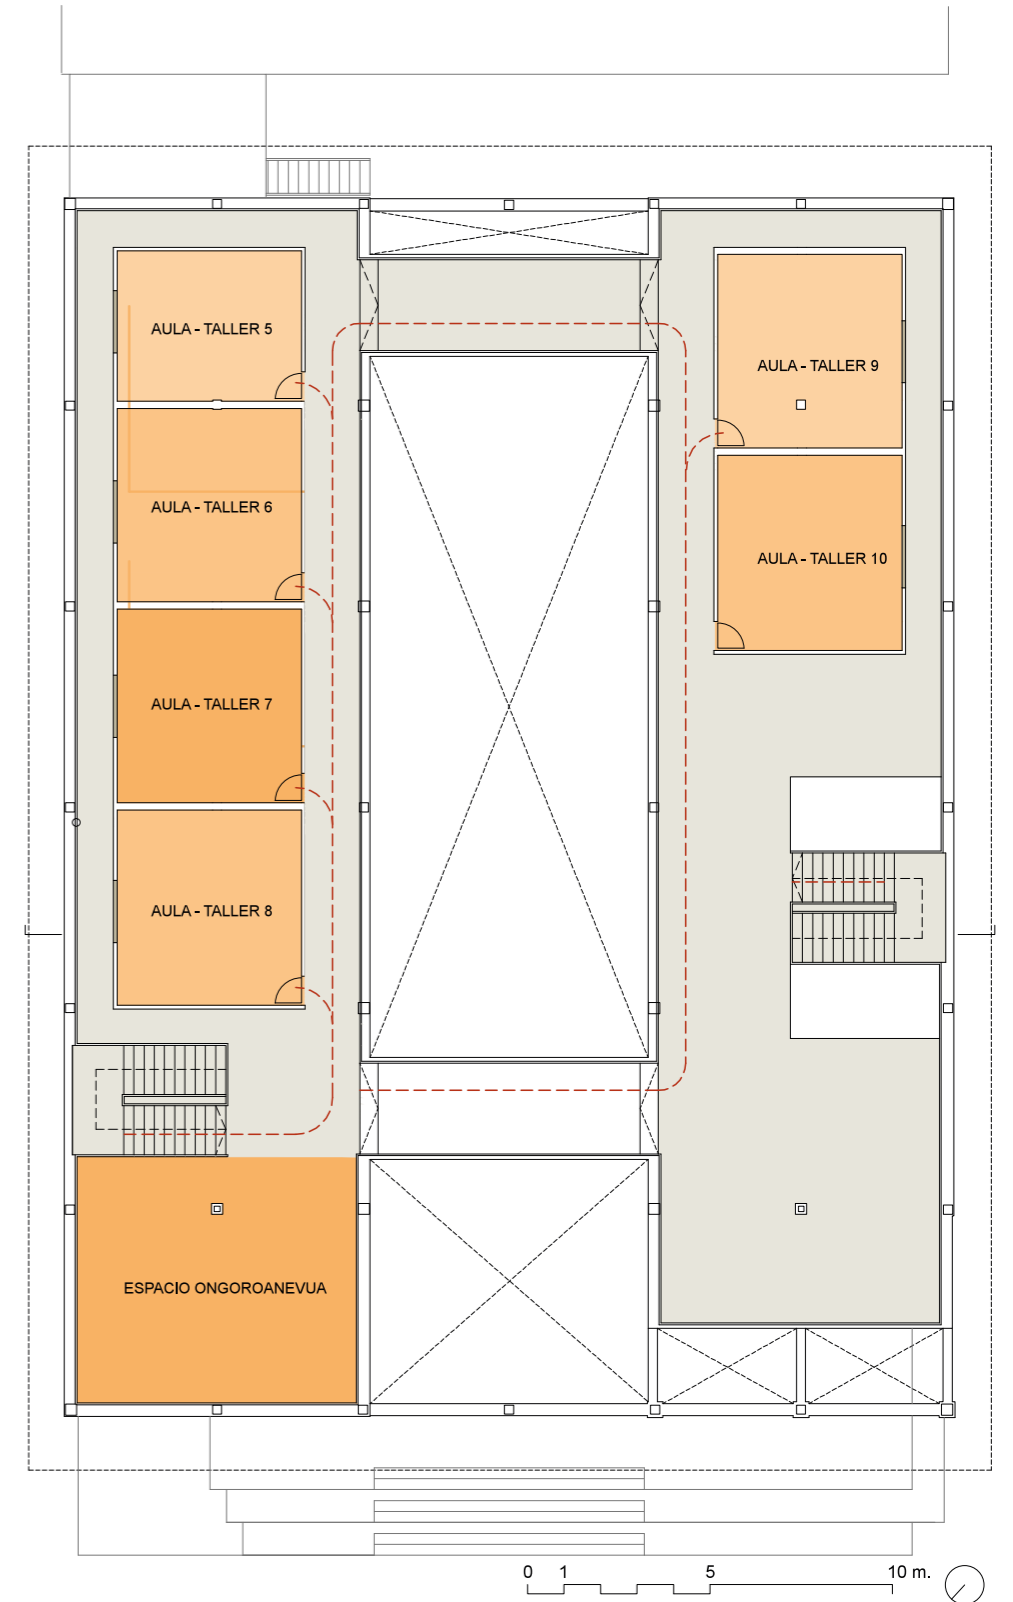 AULA - TALLER 5
AULA - TALLER 9
AULA - TALLER 6
AULA - TALLER 10
AULA - TALLER 7
AULA - TALLER 8
ESPACIO ONGOROANEVUA
0 1 5 10 m.